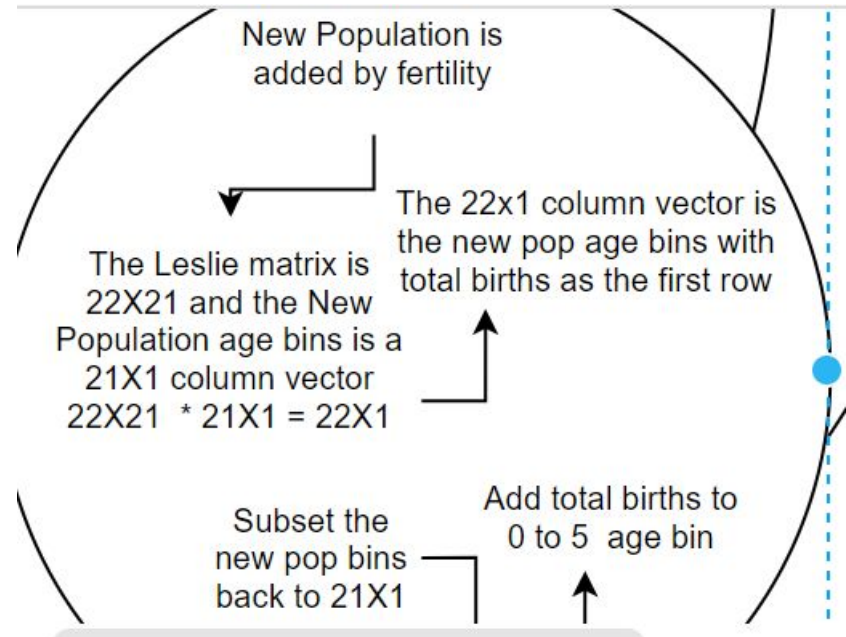 New Population is
added by fertility
The Leslie matrix is
22X21 and the New
Population age bins is a
21X1 column vector
22X21 * 21X1 = 22X1
The 22x1 column vector is
the new pop age bins with
total births as the first row
Subset the
new pop bins
back to 21X1
Add total births to
0 to 5 age bin